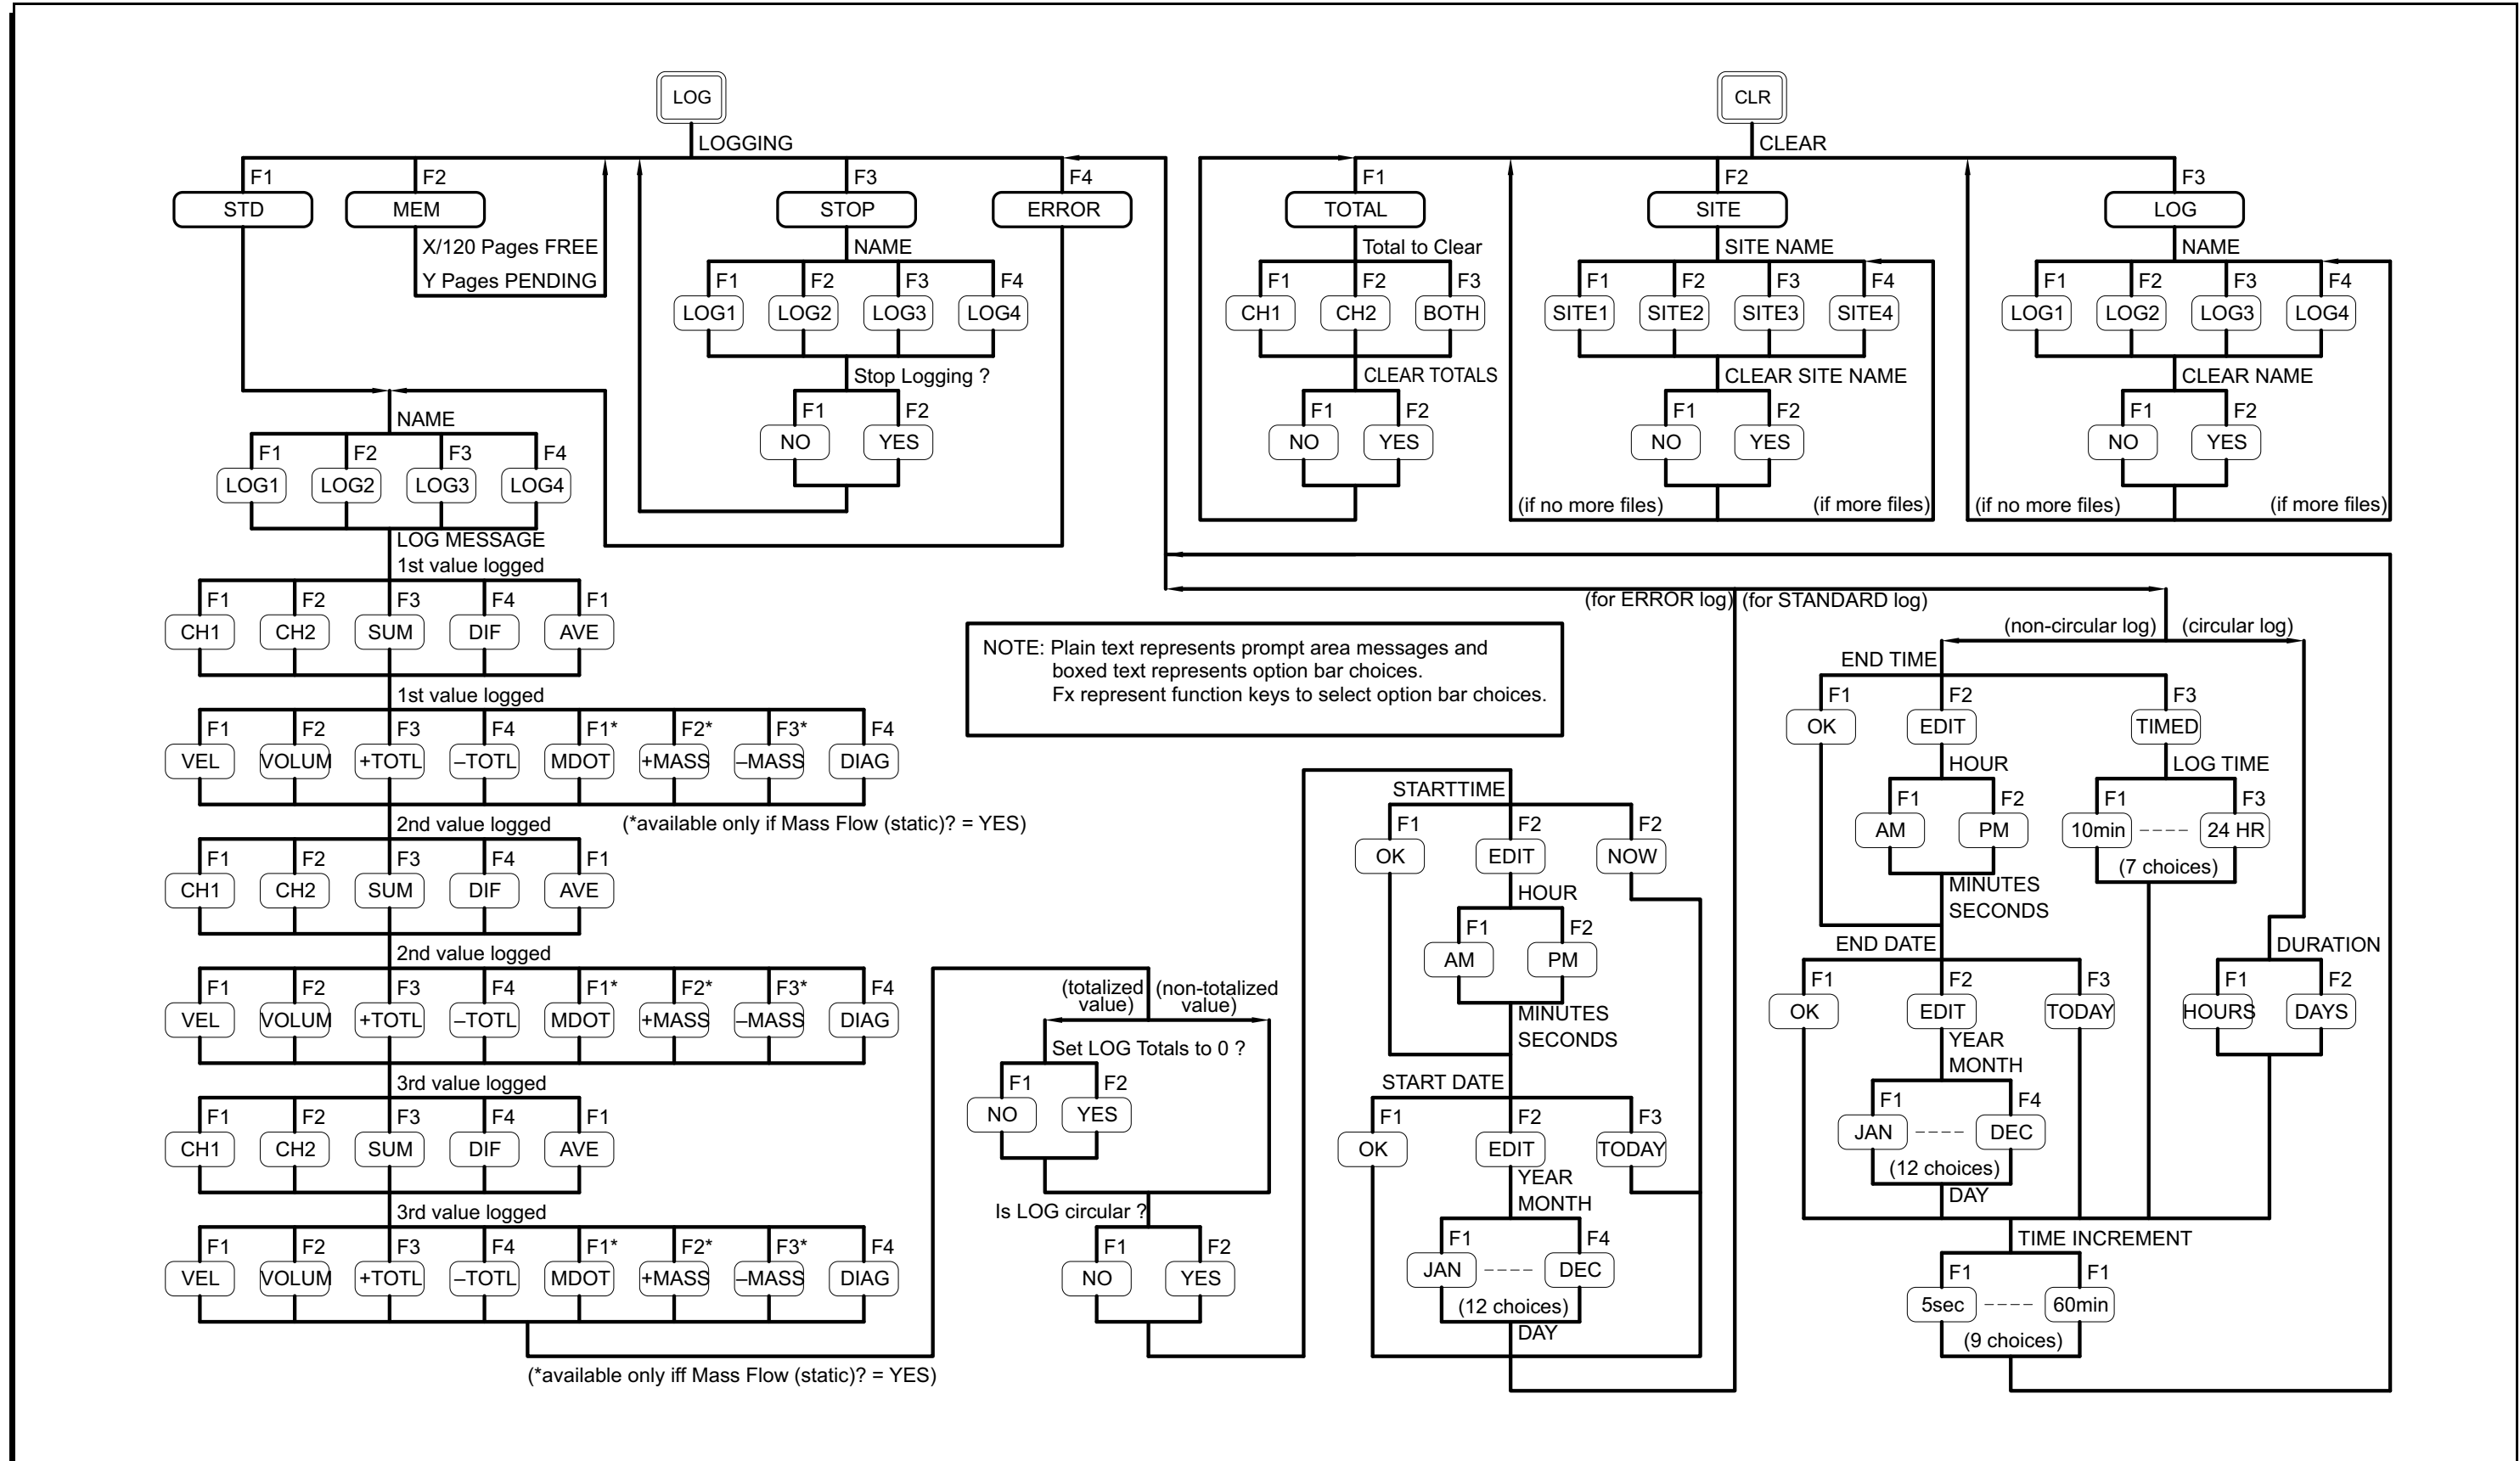 LOG
LOGGING
F1 F2 F3 F4
STD MEM STOP ERROR
X/120 Pages FREE
Y Pages PENDING
NAME
F1 F2 F3 F4
LOG1 LOG2 LOG3 LOG4
Stop Logging ?
F1 F2
NO YES
NAME
F1 F2 F3 F4
LOG1 LOG2 LOG3 LOG4
LOG MESSAGE
1st value logged
F1 F2 F3 F4 F1
CH1 CH2 SUM DIF AVE
1st value logged
F1 F2 F3 F4 F1* F2* F3* F4
VEL VOLUM +TOTL –TOTL MDOT +MASS –MASS DIAG
(*available only if Mass Flow (static)? = YES)
2nd value logged
F1 F2 F3 F4 F1
CH1 CH2 SUM DIF AVE
2nd value logged
F1 F2 F3 F4 F1* F2* F3* F4
VEL VOLUM +TOTL –TOTL MDOT +MASS –MASS DIAG
3rd value logged
F1 F2 F3 F4 F1
CH1 CH2 SUM DIF AVE
3rd value logged
F1 F2 F3 F4 F1* F2* F3* F4
VEL VOLUM +TOTL –TOTL MDOT +MASS –MASS DIAG
(*available only iff Mass Flow (static)? = YES)
CLR
CLEAR
F1 F2 F3
TOTAL SITE LOG
Total to Clear
F1 F2 F3
CH1 CH2 BOTH
CLEAR TOTALS
F1 F2
NO YES
SITE NAME
F1 F2 F3 F4
SITE1 SITE2 SITE3 SITE4
CLEAR SITE NAME
F1 F2
NO YES
(if no more files) (if more files)
NAME
F1 F2 F3 F4
LOG1 LOG2 LOG3 LOG4
CLEAR NAME
F1 F2
NO YES
(if no more files) (if more files)
NOTE: Plain text represents prompt area messages and
boxed text represents option bar choices.
Fx represent function keys to select option bar choices.
(totalized
value)
(non-totalized
value)
Set LOG Totals to 0 ?
F1 F2
NO YES
Is LOG circular ?
F1 F2
NO YES
STARTTIME
F1 F2 F2
OK EDIT NOW
HOUR
F1 F2
AM PM
MINUTES
SECONDS
START DATE
F1 F2 F3
OK EDIT TODAY
YEAR
MONTH
F1 F4
JAN ---- DEC
(12 choices)
DAY
(for ERROR log) (for STANDARD log)
(non-circular log) (circular log)
END TIME
F1 F2 F3
OK EDIT TIMED
HOUR
F1 F2
AM PM
MINUTES
SECONDS
LOG TIME
F1 F3
10min ---- 24 HR
(7 choices)
END DATE
F1 F2 F3
OK EDIT TODAY
YEAR
MONTH
F1 F4
JAN ---- DEC
(12 choices)
DAY
DURATION
F1 F2
HOURS DAYS
TIME INCREMENT
F1 F1
5sec ---- 60min
(9 choices)